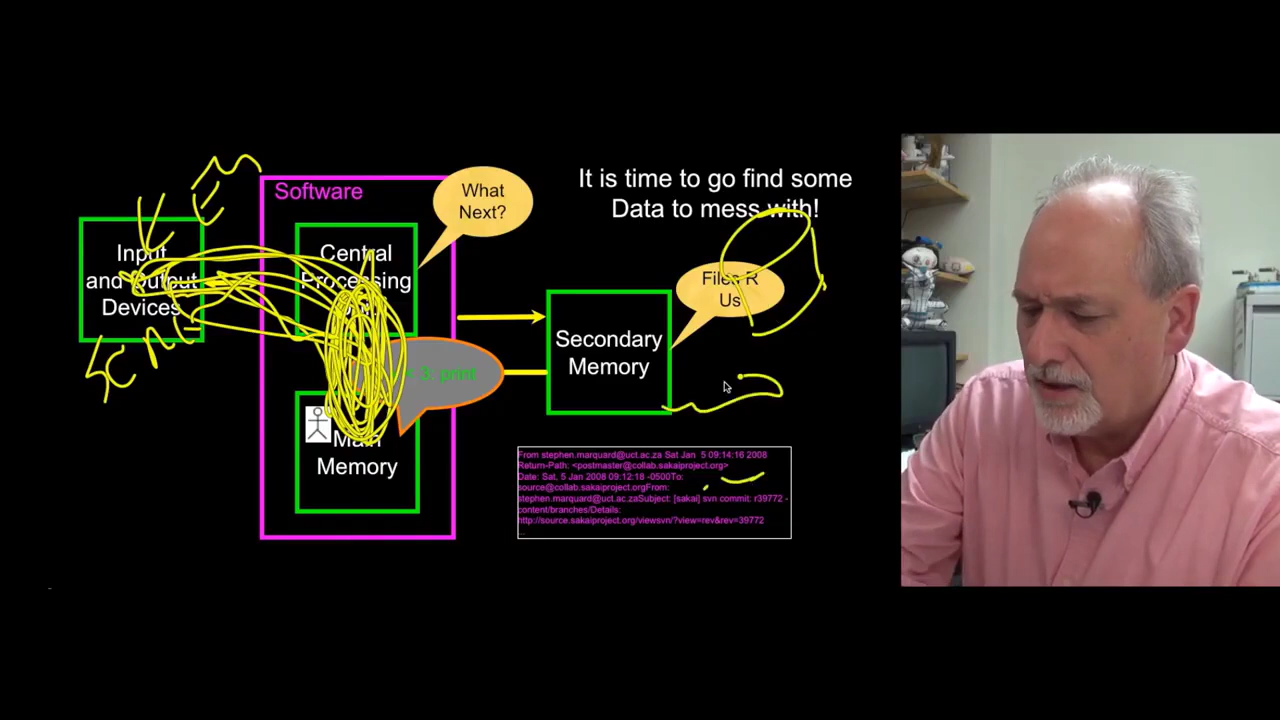 Software
What
Next?
It is time to go find some
Data to mess with!
Input
and Output
Devices
Central
Processing
Files R
Us
Secondary
Memory
3; print
Main
Memory
From stephen.marquard@uct.ac.za Sat Jan 5 09:14:16 2008
Return-Path: <postmaster@collab.sakaiproject.org>
Date: Sat, 5 Jan 2008 09:12:18 -0500To:
source@collab.sakaiproject.orgFrom:
stephen.marquard@uct.ac.zaSubject: [sakai] svn commit: r39772 -
content/branches/Details:
http://source.sakaiproject.org/viewsvn/?view=rev&rev=39772
...